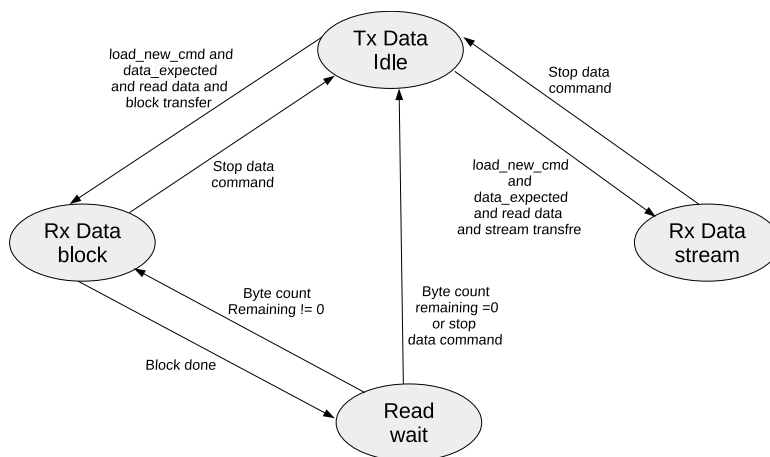 Tx Data
Idle
load_new_cmd and
data_expected
and read data and
block transfer
Stop data
command
Stop data
command
load_new_cmd
and
data_expected
and read data
and stream transfre
Rx Data
block
Rx Data
stream
Byte count
Remaining != 0
Byte count
remaining =0
or stop
data command
Block done
Read
wait